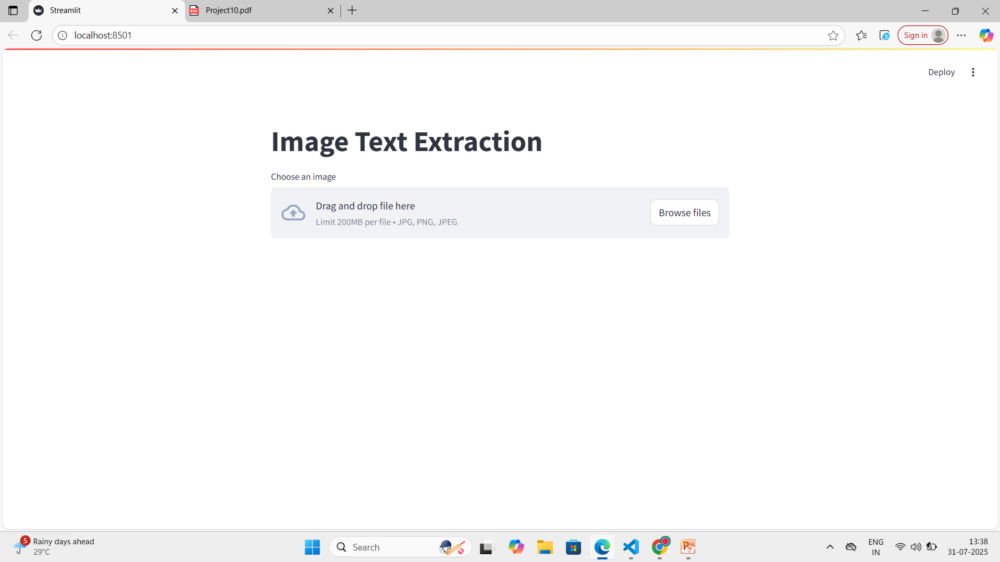 Streamlit
Project10.pdf
localhost:8501
Sign in
Deploy
Image Text Extraction
Choose an image
Drag and drop file here
Limit 200MB per file • JPG, PNG, JPEG
Browse files
5
Rainy days ahead
29°C
Search
ENG
IN
13:38
31-07-2025